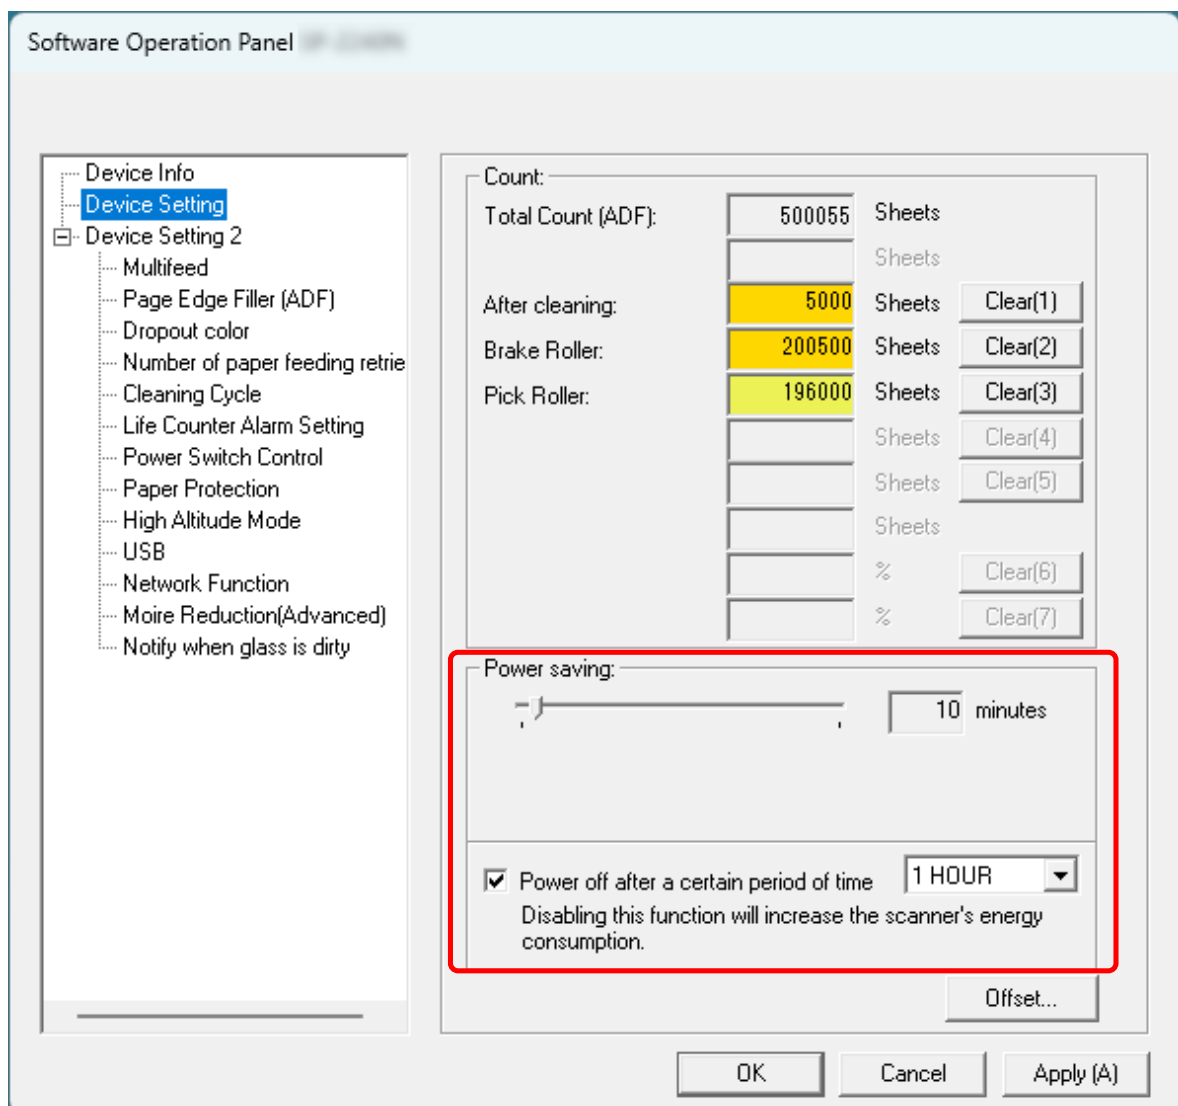 Software Operation Panel
Device Info
Device Setting
Device Setting 2
Multifeed
Page Edge Filler (ADF)
Dropout color
Number of paper feeding retrie
Cleaning Cycle
Life Counter Alarm Setting
Power Switch Control
Paper Protection
High Altitude Mode
USB
Network Function
Moire Reduction(Advanced)
Notify when glass is dirty
Count:
Total Count (ADF): 500055 Sheets
Sheets
After cleaning: 5000 Sheets Clear(1)
Brake Roller: 200500 Sheets Clear(2)
Pick Roller: 196000 Sheets Clear(3)
Sheets Clear(4)
Sheets Clear(5)
Sheets
% Clear(6)
% Clear(7)
Power saving:
10 minutes
Power off after a certain period of time 1 HOUR
Disabling this function will increase the scanner's energy
consumption.
Offset...
OK Cancel Apply (A)